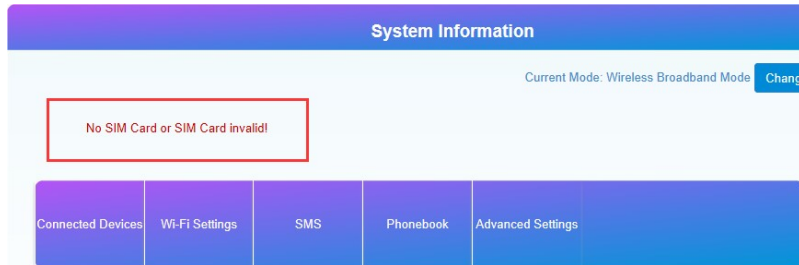 System Information
Current Mode: Wireless Broadband Mode Chang
No SIM Card or SIM Card invalid!
Connected Devices Wi-Fi Settings SMS Phonebook Advanced Settings